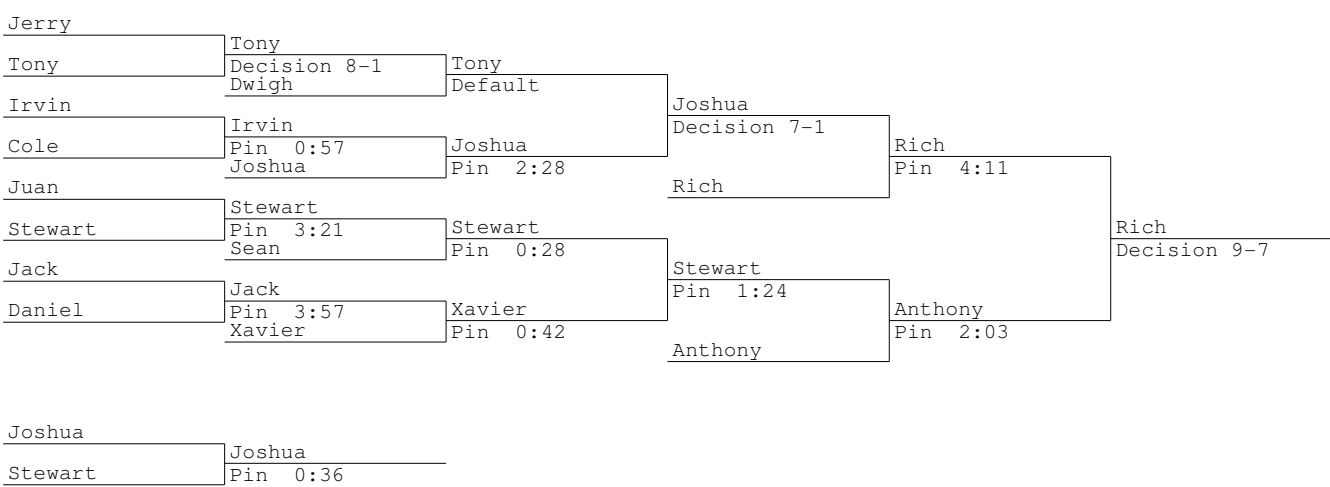 Jerry
Tony
Tony
Decision 8-1
Tony
Dwigh
Default
Irvin
Joshua
Irvin
Decision 7-1
Cole
Pin 0:57
Joshua
Rich
Joshua
Pin 2:28
Pin 4:11
Juan
Rich
Stewart
Stewart
Pin 3:21
Stewart
Rich
Sean
Pin 0:28
Decision 9-7
Jack
Stewart
Jack
Pin 1:24
Daniel
Pin 3:57
Xavier
Anthony
Xavier
Pin 0:42
Pin 2:03
Anthony
Joshua
Joshua
Stewart
Pin 0:36